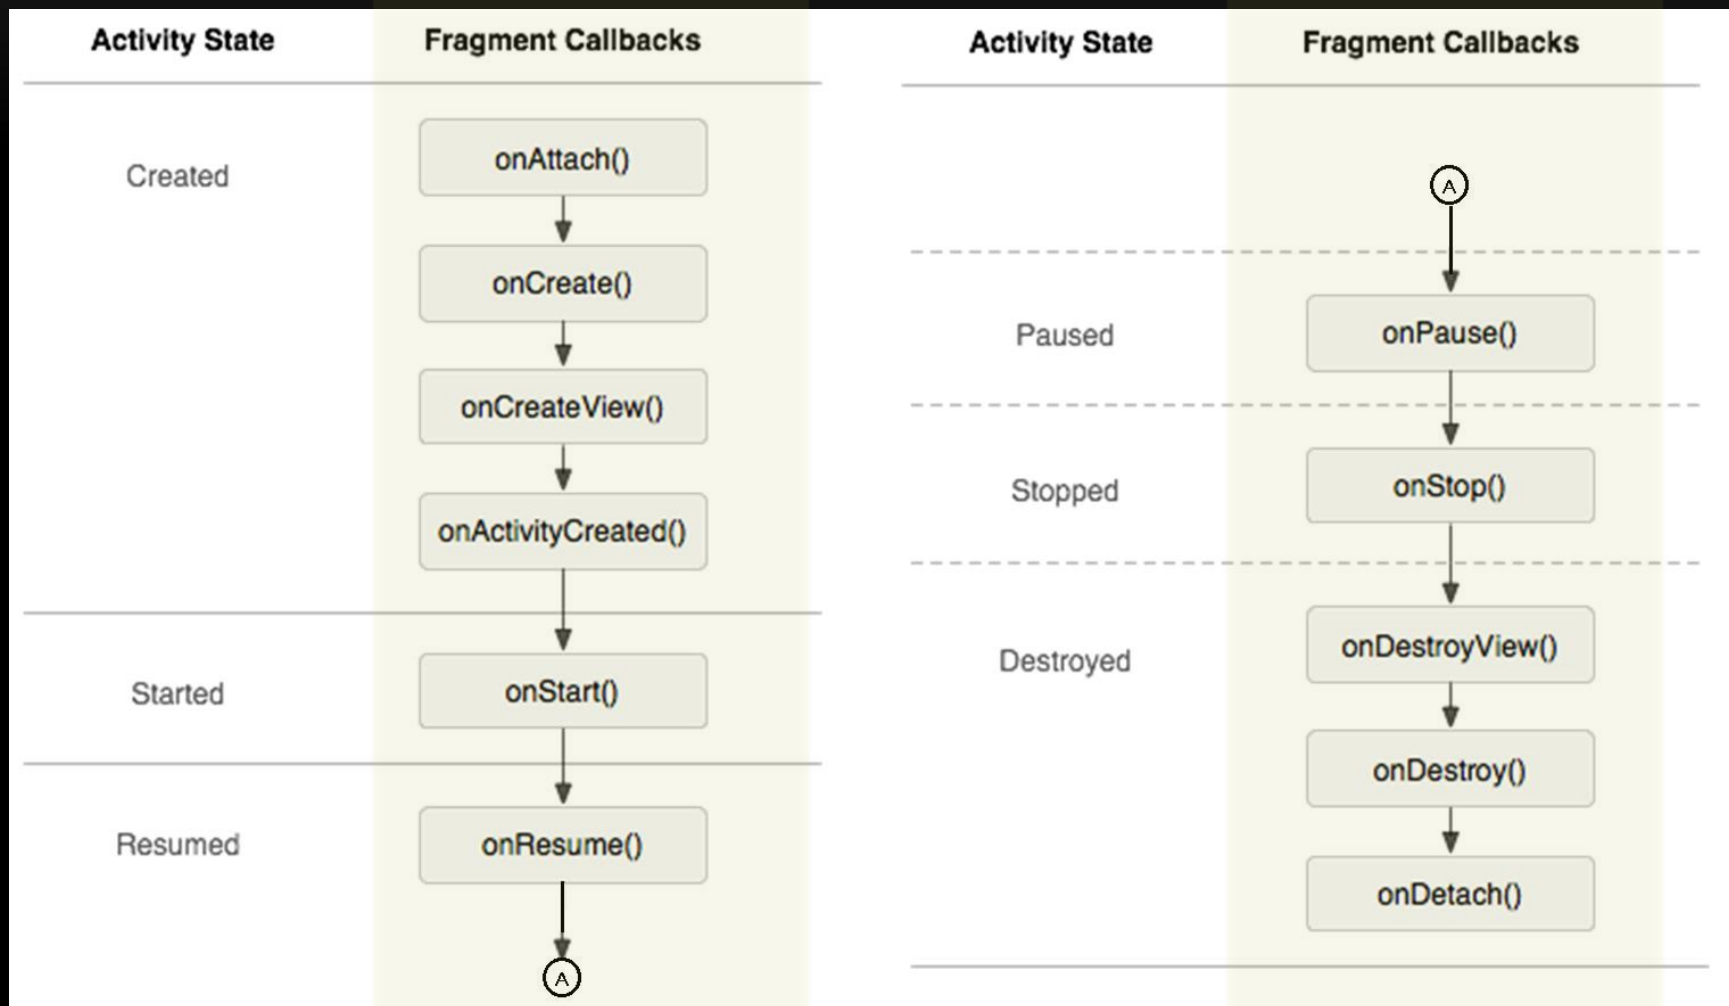 Activity State
Fragment Callbacks
Created
onAttach()
onCreate()
onCreateView()
onActivityCreated()
Started
onStart()
Resumed
onResume()
A
Activity State
Fragment Callbacks
A
Paused
onPause()
Stopped
onStop()
Destroyed
onDestroyView()
onDestroy()
onDetach()